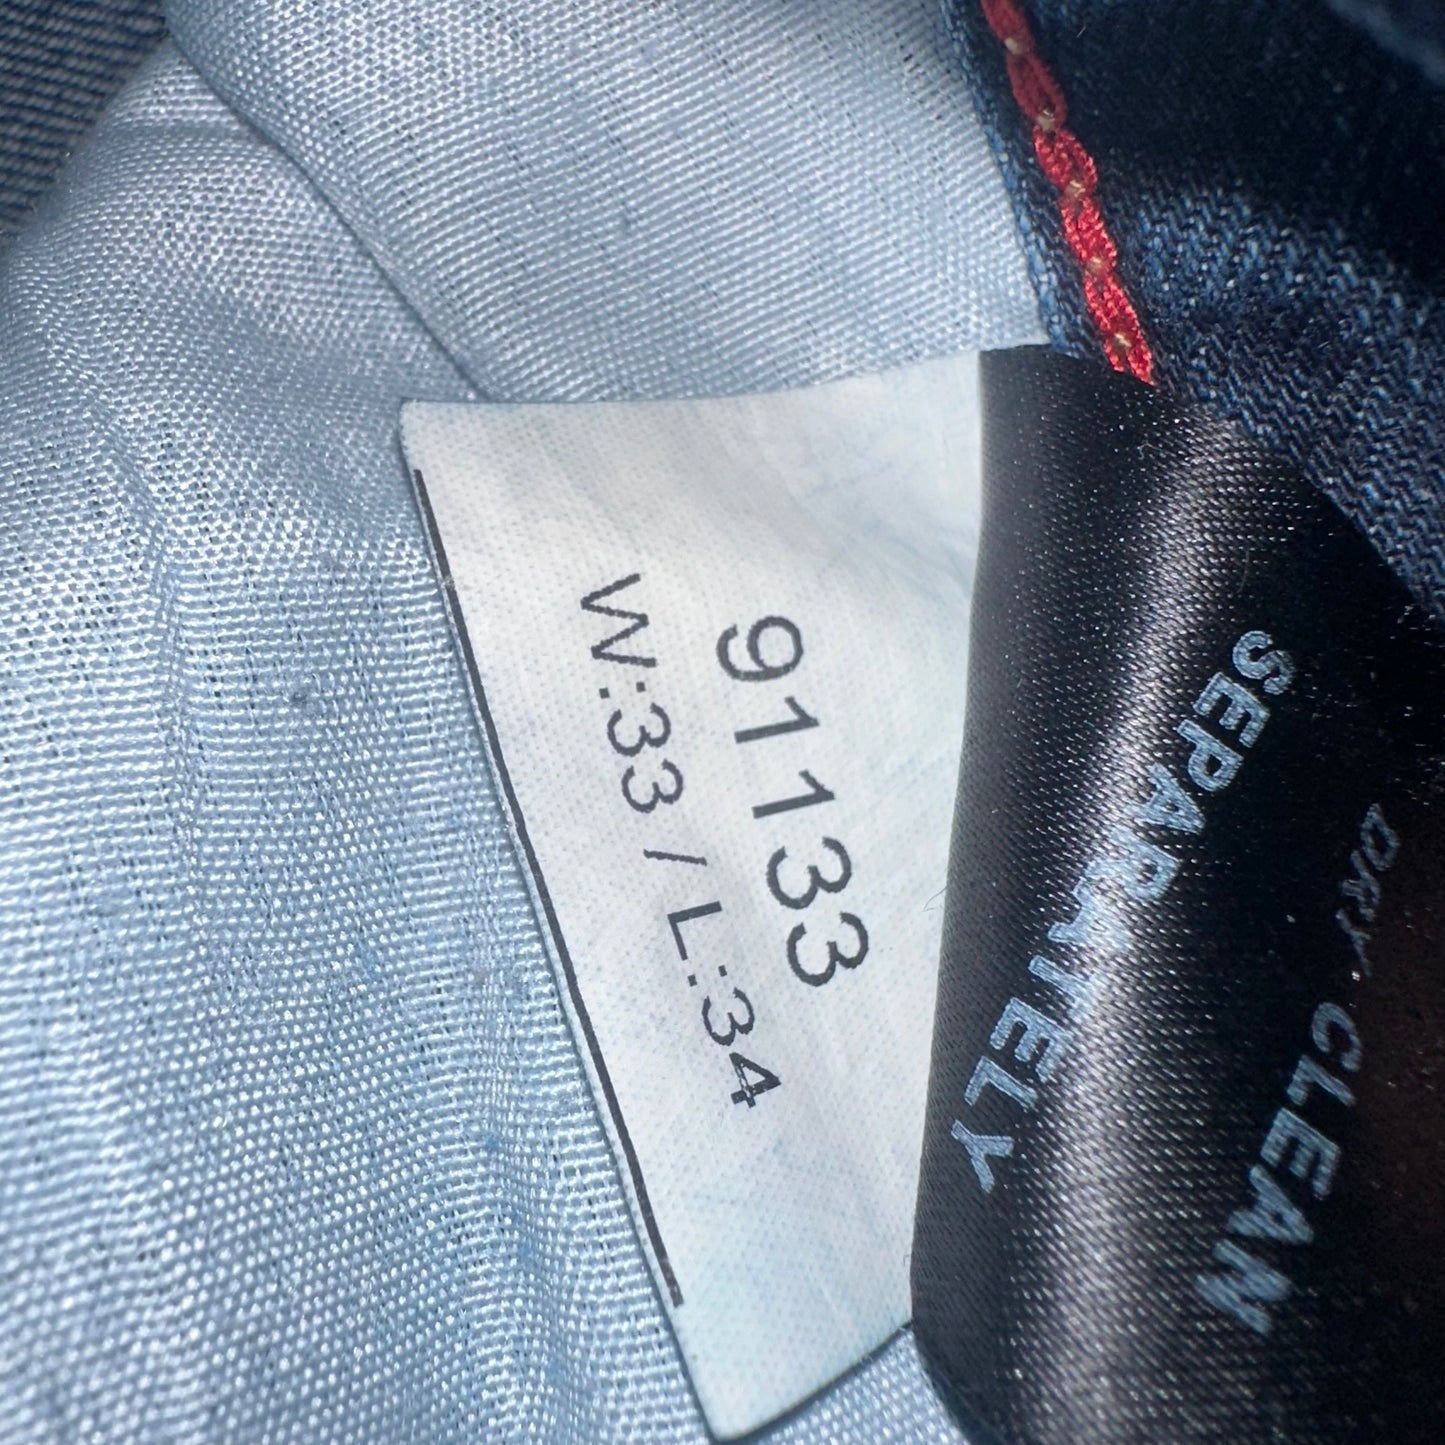 91133
W:33 / L:34
SEPARATELY
DRY CLEAN